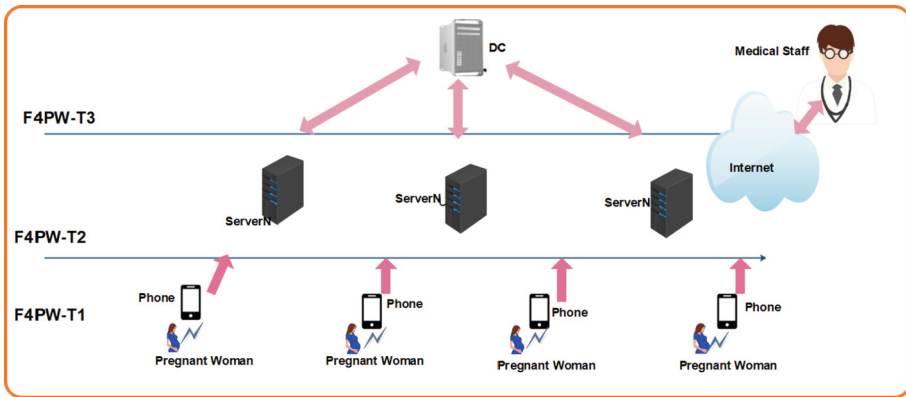 DC
Medical Staff
F4PW-T3
Internet
ServerN
ServerN
ServerN
F4PW-T2
Phone
Phone
Phone
Phone
F4PW-T1
Pregnant Woman
Pregnant Woman
Pregnant Woman
Pregnant Woman